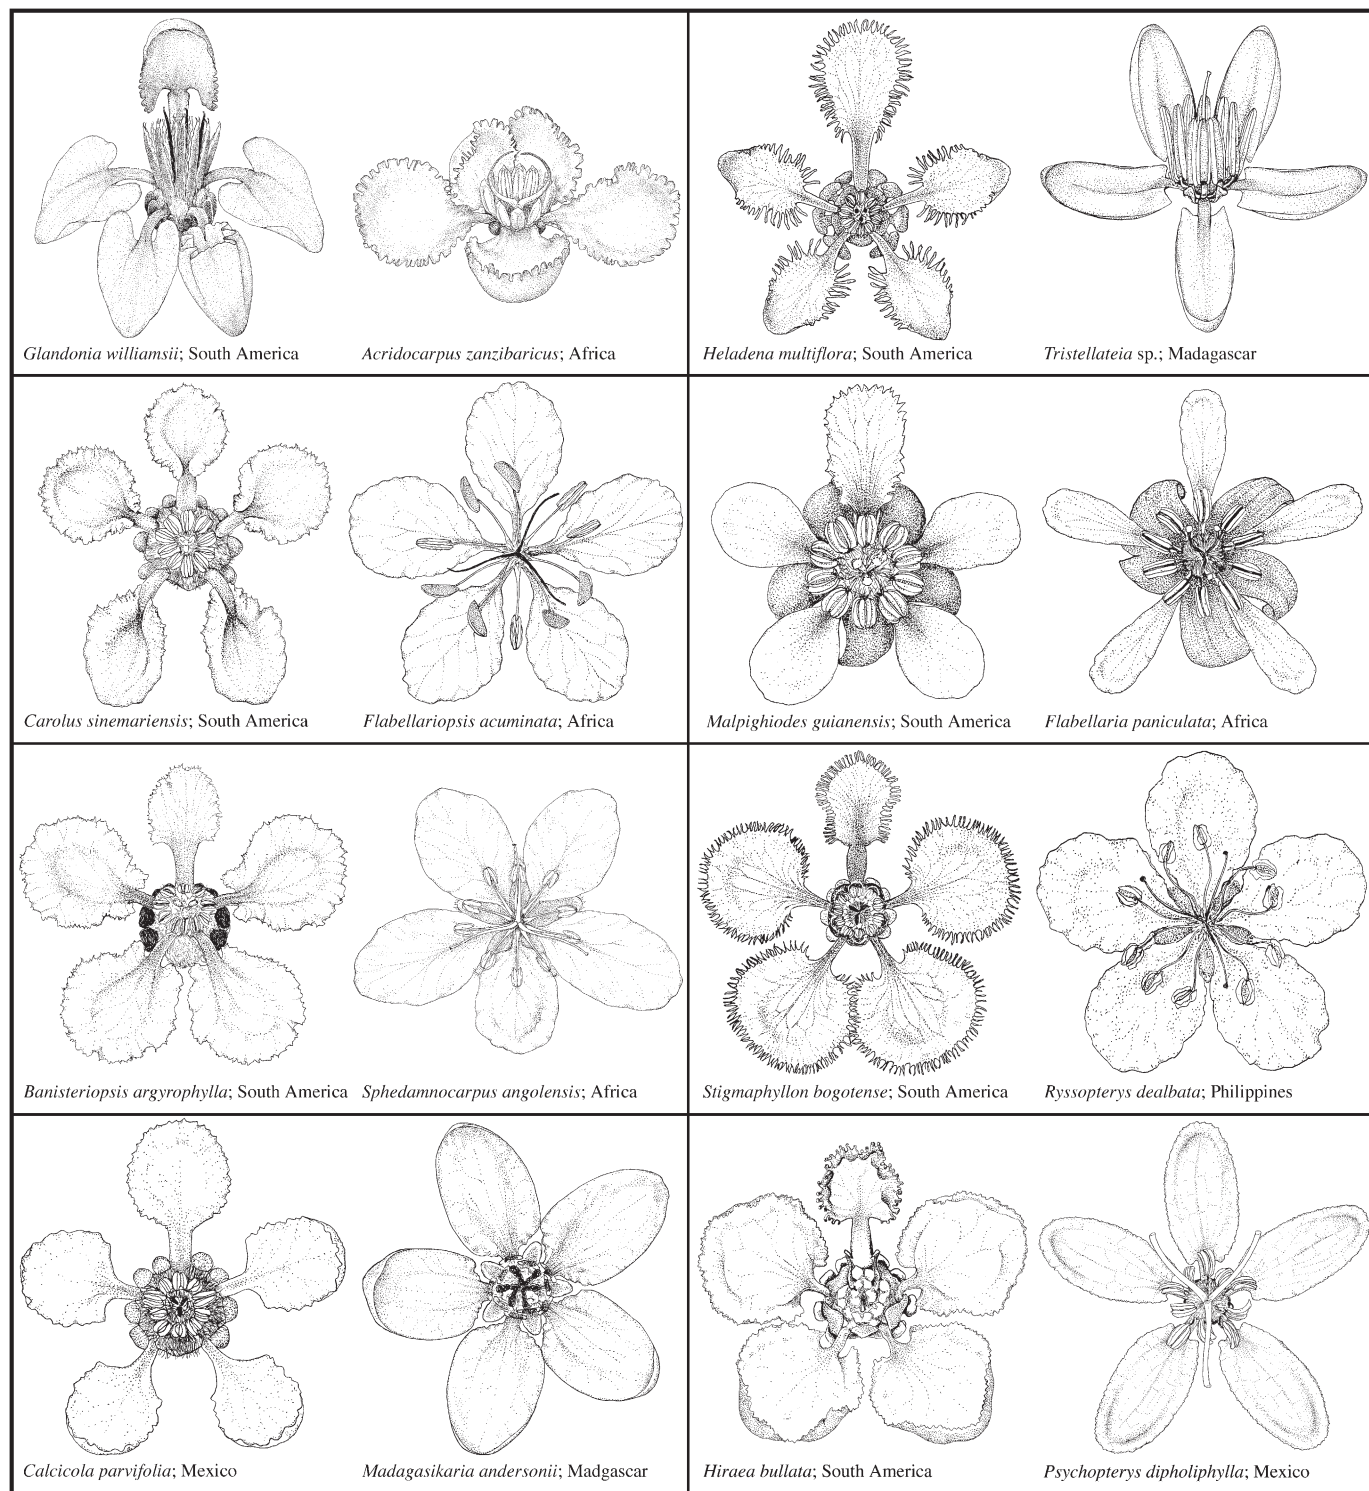 Glandonia williamsii; South America
Acridocarpus zanzibaricus; Africa
Heladena multiflora; South America
Tristellateia sp.; Madagascar
Carolus sinemariensis; South America
Flabellariopsis acuminata; Africa
Malpighiodes guianensis; South America
Flabellaria paniculata; Africa
Banisteriopsis argyrophylla; South America
Sphedamnocarpus angolensis; Africa
Stigmaphyllon bogotense; South America
Ryssopterys dealbata; Philippines
Calcicola parvifolia; Mexico
Madagasikaria andersonii; Madgascar
Hiraea bullata; South America
Psychopterys dipholiphylla; Mexico